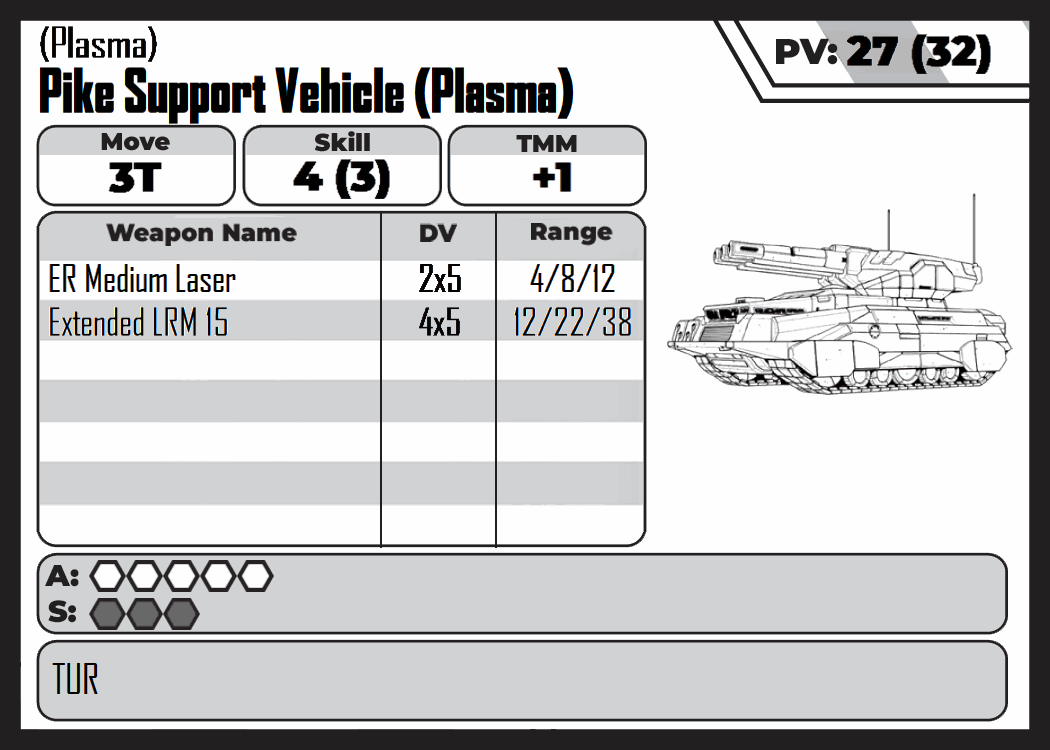 (Plasma)
PV: 27 (32)
Pike Support Vehicle (Plasma)
Move Skill TMM
3T 4 (3) +1
Weapon Name DV Range
ER Medium Laser 2x5 4/8/12
Extended LRM 15 4x5 12/22/38
A:
S:
TUR